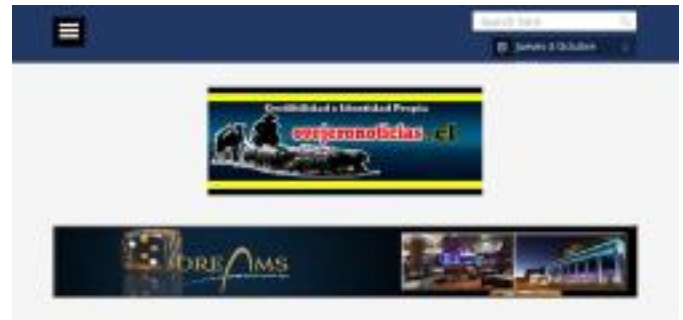 Search here
Jueves 4 Octubre
Credibilidad e Identidad Propia
ovejeronoticias.cl
DREAMS